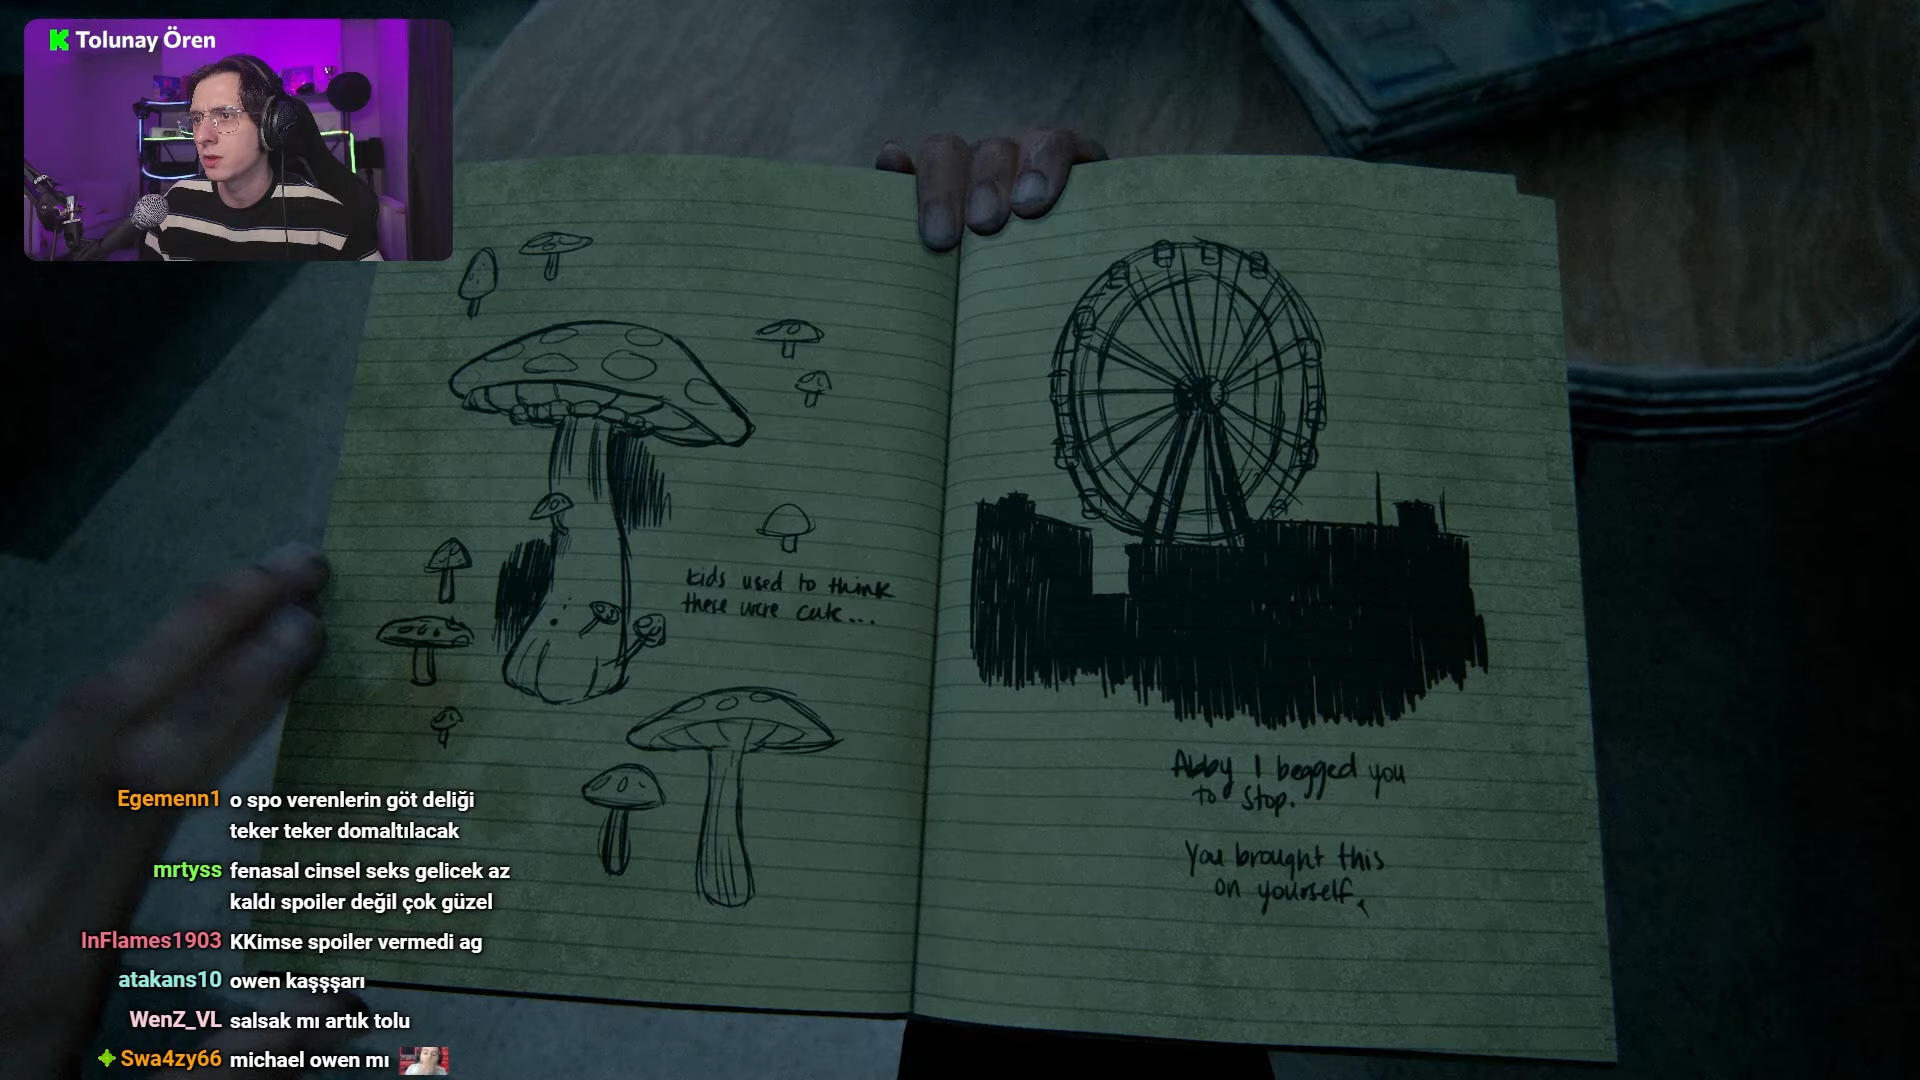 Tolunay Ören
kids used to think
these were cute...
Abby I begged you
to stop.
You brought this
on yourself.
Egemenn1 o spo verenlerin göt deliği
teker teker domaltılacak
mrtyss fenasal cinsel seks gelicek az
kaldı spoiler değil çok güzel
InFlames1903 KKimse spoiler vermedi ag
atakans10 owen kaşşşarı
WenZ_VL salsak mı artık tolu
Swa4zy66 michael owen mı